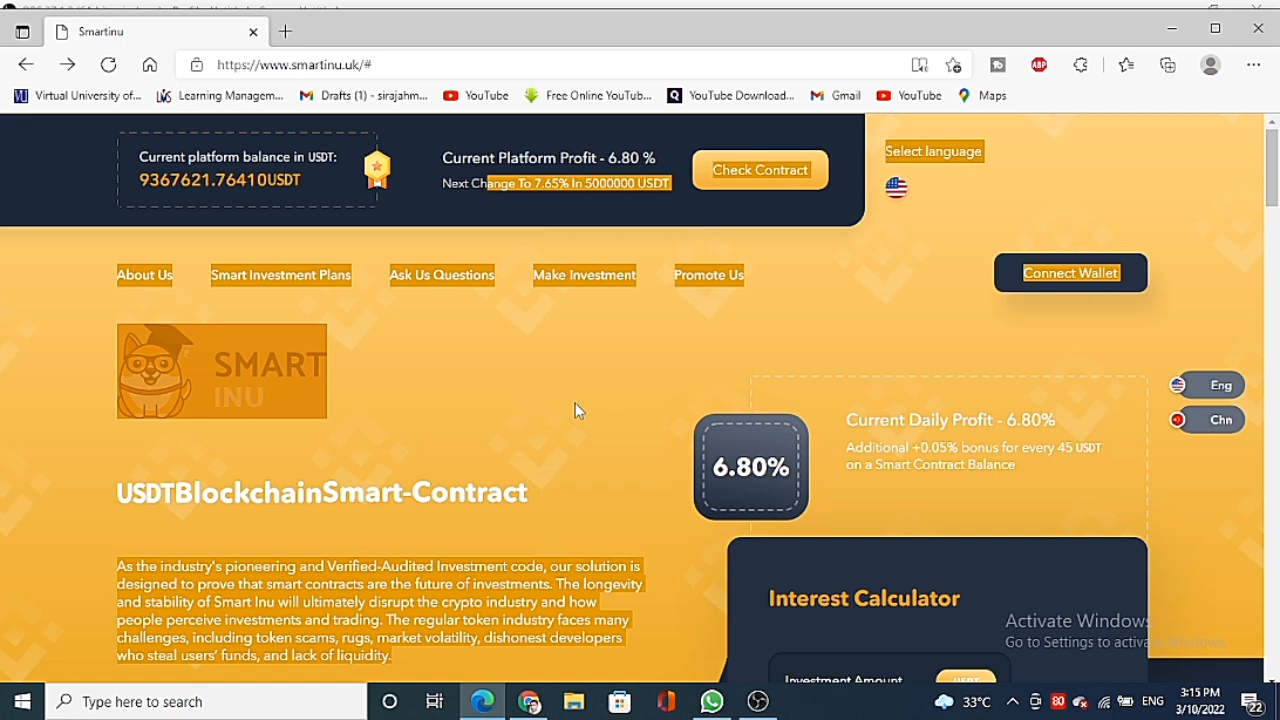 Smartinu
https://www.smartinu.uk/#
ABP
Virtual University of...
Learning Managem...
Drafts (1) - sirajahm...
YouTube
Free Online YouTub...
YouTube Download...
Gmail
YouTube
Maps
Current platform balance in USDT:
9367621.76410USDT
Current Platform Profit - 6.80 %
Next Change To 7.65% In 5000000 USDT
Check Contract
Select language
About Us
Smart Investment Plans
Ask Us Questions
Make Investment
Promote Us
Connect Wallet
SMART
INU
Eng
Chn
6.80%
Current Daily Profit - 6.80%
Additional +0.05% bonus for every 45 USDT
on a Smart Contract Balance
USDTBlockchainSmart-Contract
As the industry's pioneering and Verified-Audited Investment code, our solution is
designed to prove that smart contracts are the future of investments. The longevity
and stability of Smart Inu will ultimately disrupt the crypto industry and how
people perceive investments and trading. The regular token industry faces many
challenges, including token scams, rugs, market volatility, dishonest developers
who steal users' funds, and lack of liquidity.
Interest Calculator
Investment Amount
USDT
Activate Windows
Go to Settings to activate Windows.
Type here to search
33°C
80
ENG
3:15 PM
3/10/2022
22